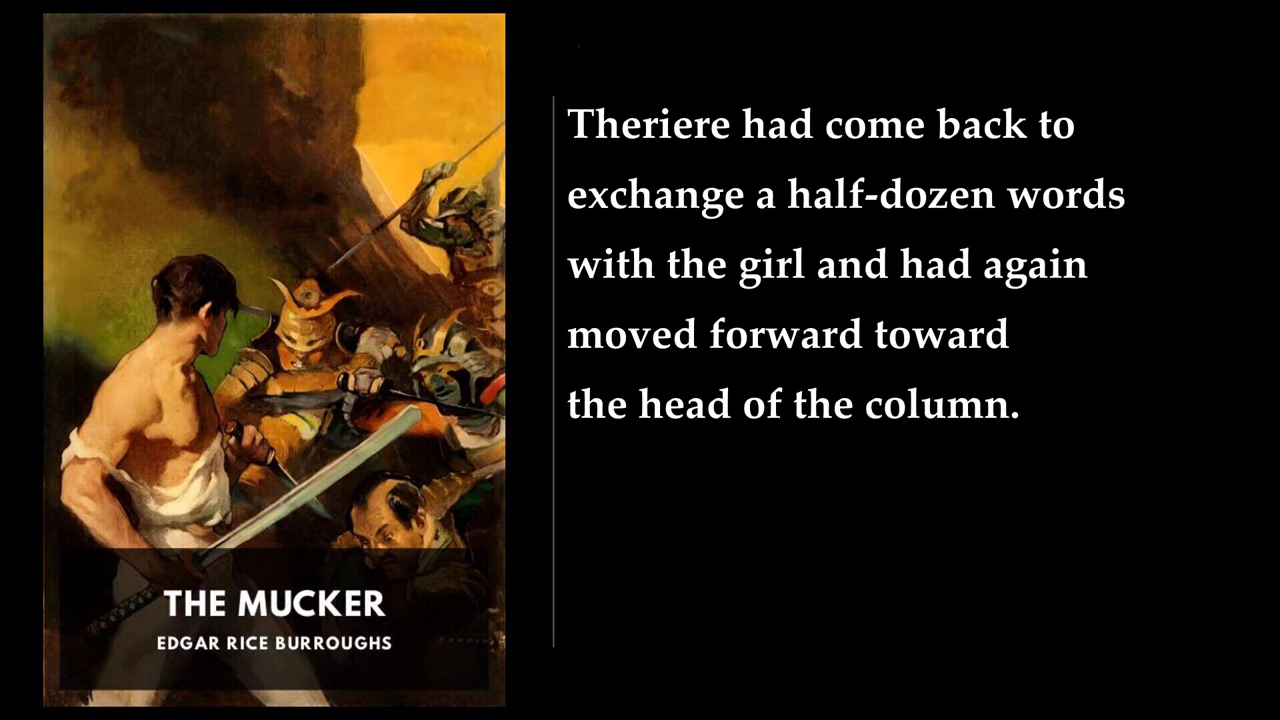 THE MUCKER
EDGAR RICE BURROUGHS
Theriere had come back to
exchange a half-dozen words
with the girl and had again
moved forward toward
the head of the column.